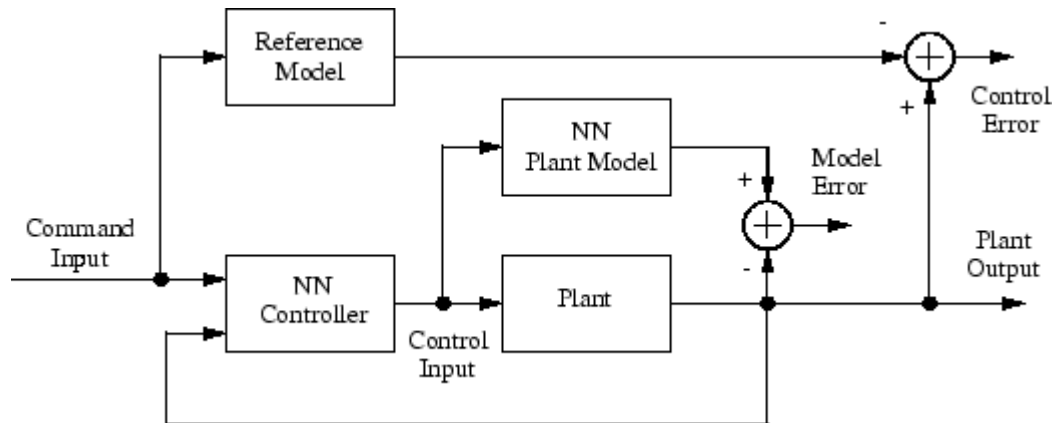 Reference
Model
-
+
Control
Error
NN
Plant Model
+
Model
Error
-
Command
Input
NN
Controller
Control
Input
Plant
Plant
Output